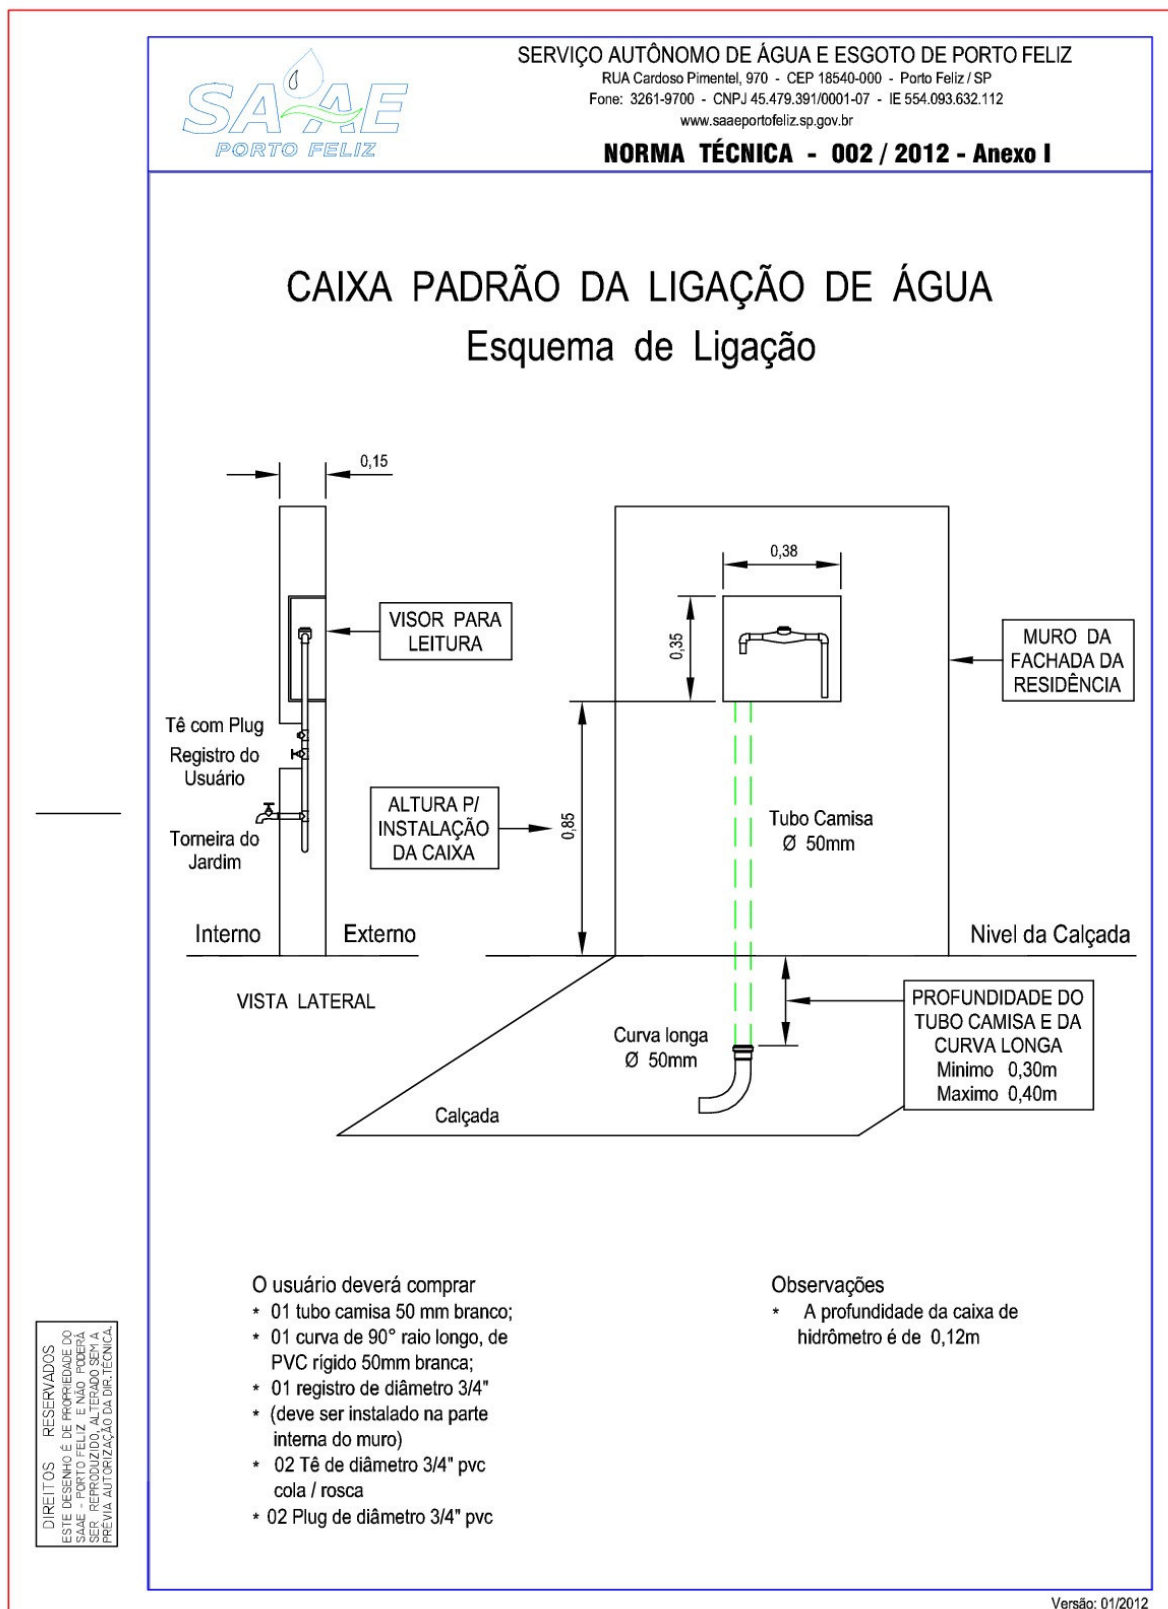 SAAE
PORTO FELIZ
SERVIÇO AUTÔNOMO DE ÁGUA E ESGOTO DE PORTO FELIZ
RUA Cardoso Pimentel, 970 - CEP 18540-000 - Porto Feliz / SP
Fone: 3261-9700 - CNPJ 45.479.391/0001-07 - IE 554.093.632.112
www.saaeportofeliz.sp.gov.br
NORMA TÉCNICA - 002 / 2012 - Anexo I
CAIXA PADRÃO DA LIGAÇÃO DE ÁGUA
Esquema de Ligação
0,15
VISOR PARA
LEITURA
Tê com Plug
Registro do
Usuário
Torneira do
Jardim
Interno
Externo
VISTA LATERAL
0,38
0,35
MURO DA
FACHADA DA
RESIDÊNCIA
ALTURA P/
INSTALAÇÃO
DA CAIXA
0,85
Tubo Camisa
Ø 50mm
Nivel da Calçada
Curva longa
Ø 50mm
PROFUNDIDADE DO
TUBO CAMISA E DA
CURVA LONGA
Minimo 0,30m
Maximo 0,40m
Calçada
O usuário deverá comprar
* 01 tubo camisa 50 mm branco;
* 01 curva de 90° raio longo, de
PVC rígido 50mm branca;
* 01 registro de diâmetro 3/4"
* (deve ser instalado na parte
interna do muro)
* 02 Tê de diâmetro 3/4" pvc
cola / rosca
* 02 Plug de diâmetro 3/4" pvc
Observações
* A profundidade da caixa de
hidrômetro é de 0,12m
DIREITOS RESERVADOS
ESTE DESENHO É DE PROPRIEDADE DO
SAAE - PORTO FELIZ E NÃO PODERÁ
SER REPRODUZIDO, ALTERADO SEM A
PRÉVIA AUTORIZAÇÃO DA DIR.TÉCNICA.
Versão: 01/2012